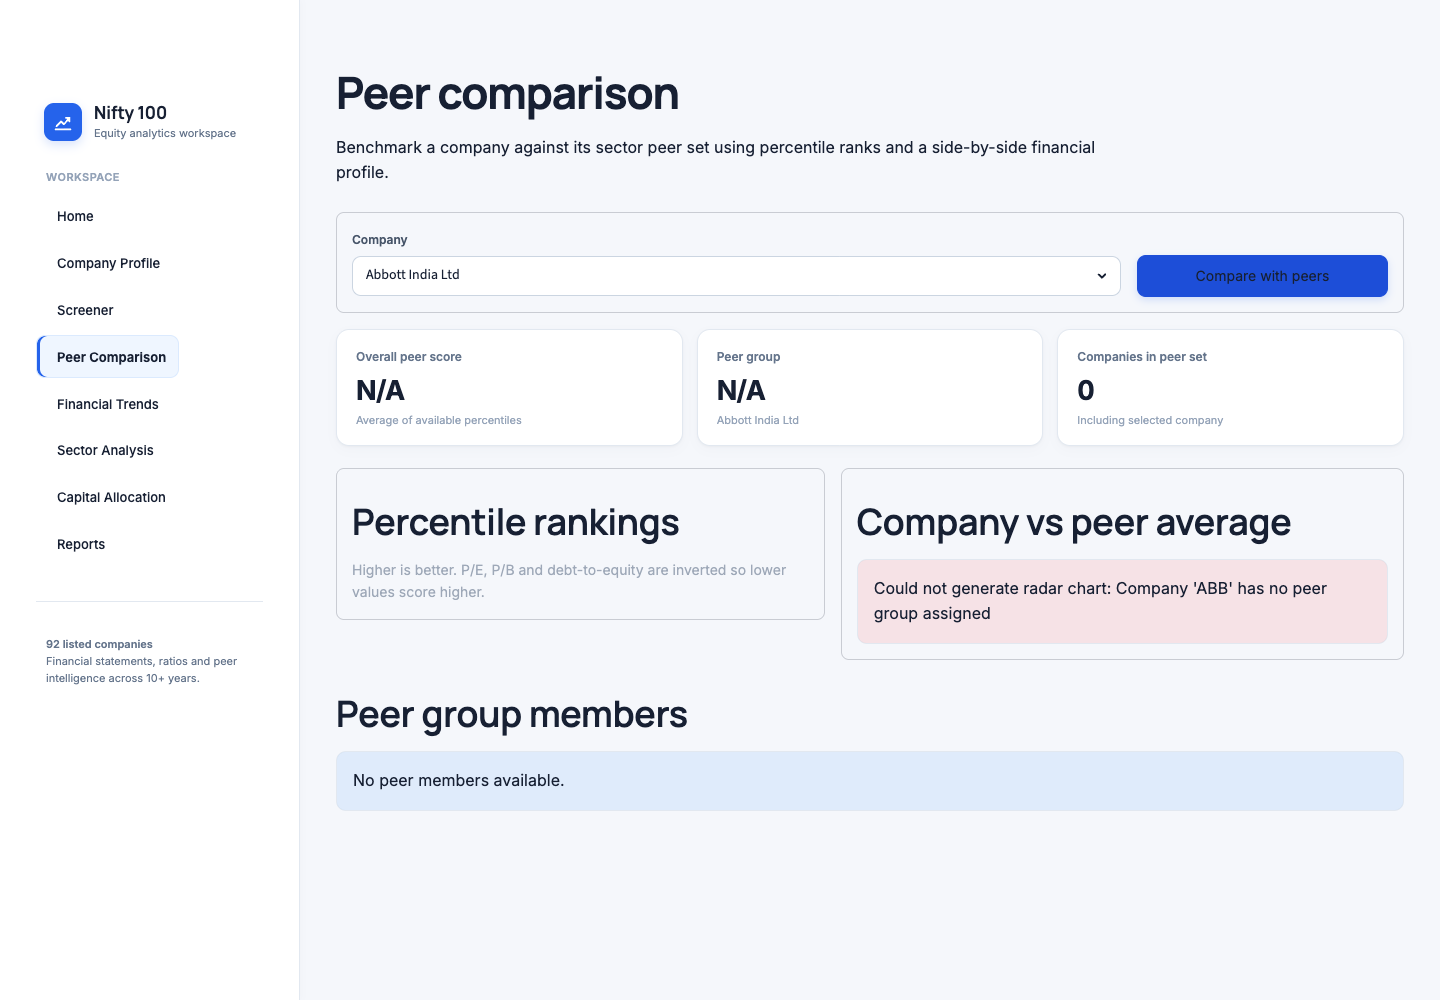 Nifty 100
Equity analytics workspace
WORKSPACE
Home
Company Profile
Screener
Peer Comparison
Financial Trends
Sector Analysis
Capital Allocation
Reports
92 listed companies
Financial statements, ratios and peer
intelligence across 10+ years.
Peer comparison
Benchmark a company against its sector peer set using percentile ranks and a side-by-side financial
profile.
Company
Abbott India Ltd
Compare with peers
Overall peer score
N/A
Average of available percentiles
Peer group
N/A
Abbott India Ltd
Companies in peer set
0
Including selected company
Percentile rankings
Higher is better. P/E, P/B and debt-to-equity are inverted so lower
values score higher.
Company vs peer average
Could not generate radar chart: Company 'ABB' has no peer
group assigned
Peer group members
No peer members available.